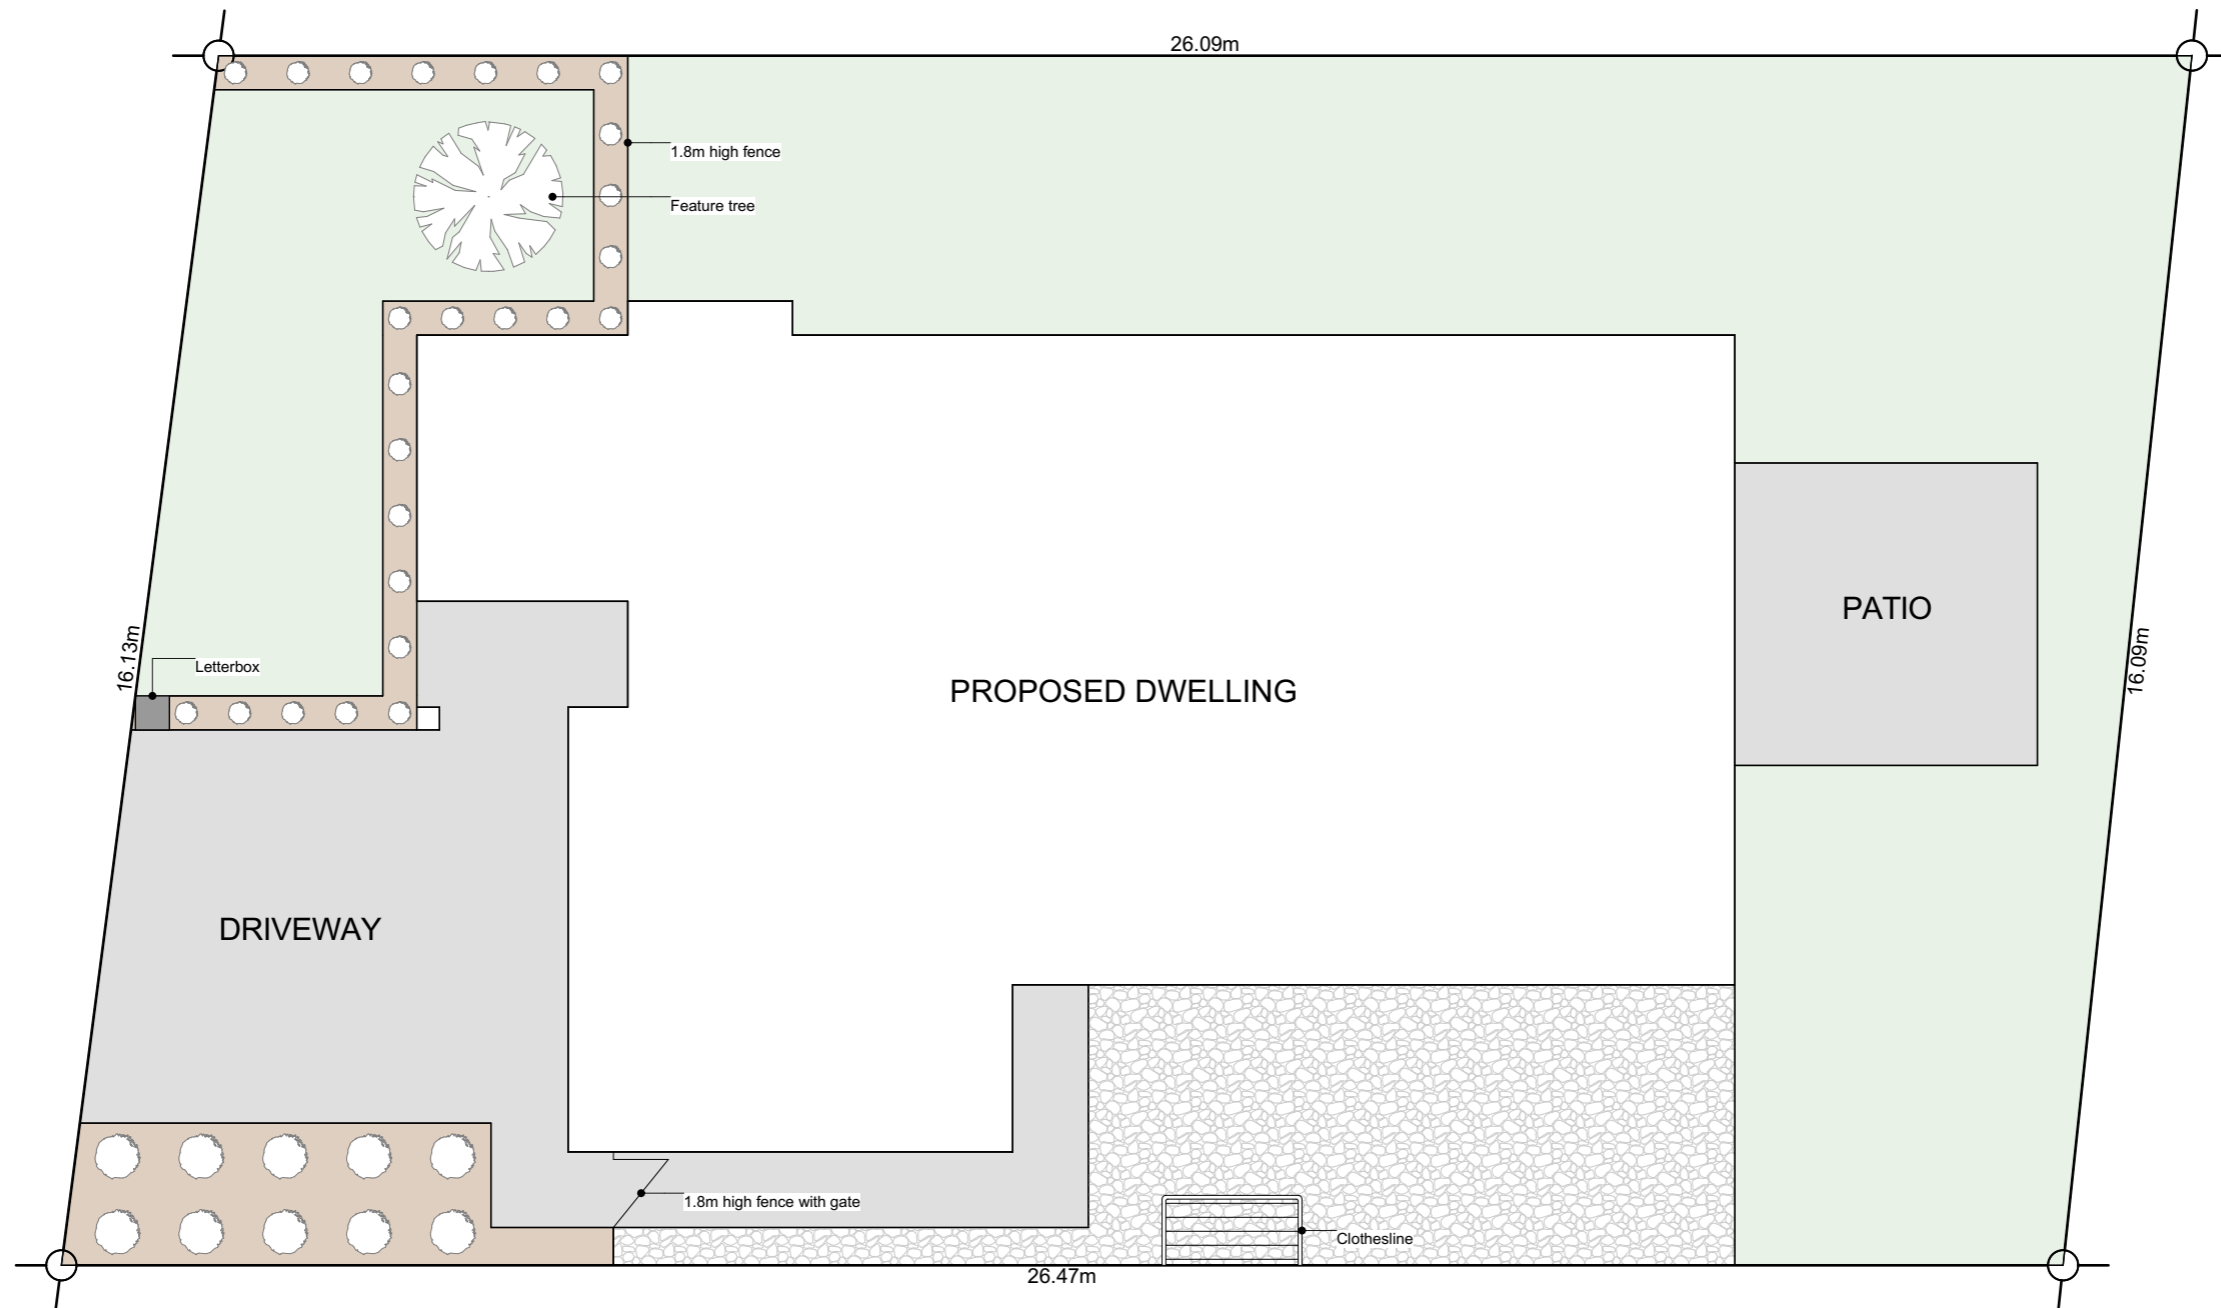 26.09m
1.8m high fence
Feature tree
16.13m
Letterbox
PATIO
16.09m
PROPOSED DWELLING
DRIVEWAY
1.8m high fence with gate
Clothesline
26.47m